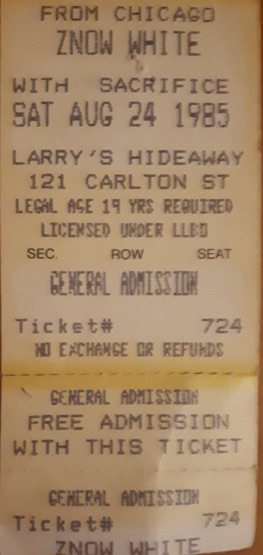 FROM CHICAGO
ZNOW WHITE
WITH SACRIFICE
SAT AUG 24 1985
LARRY'S HIDEAWAY
121 CARLTON ST
LEGAL AGE 19 YRS REQUIRED
LICENSED UNDER LLBO
SEC. ROW SEAT
GENERAL ADMISSION
Ticket# 724
NO EXCHANGE OR REFUNDS
GENERAL ADMISSION
FREE ADMISSION
WITH THIS TICKET
GENERAL ADMISSION
Ticket# 724
ZNOW WHITE